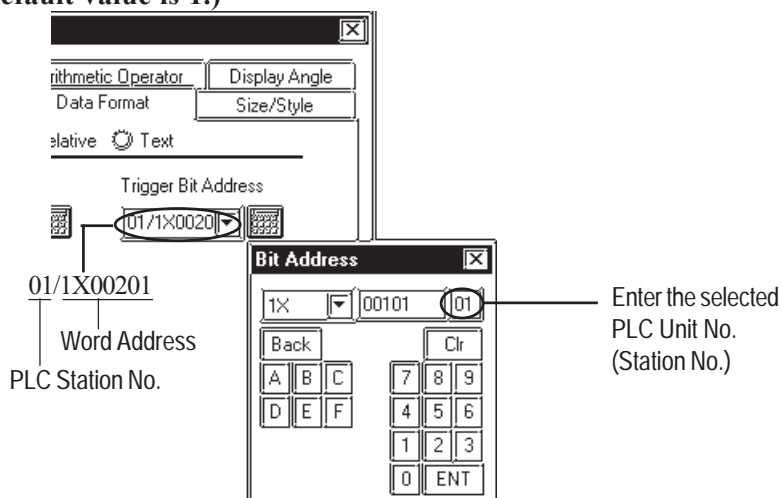 efault value is 1.)
rithmetic Operator
Display Angle
Data Format
Size/Style
elative
Text
Trigger Bit Address
01/1X0020
01/1X00201
Word Address
PLC Station No.
Bit Address
1X
00101
01
Back
Clr
A B C
7 8 9
D E F
4 5 6
1 2 3
0 ENT
Enter the selected
PLC Unit No.
(Station No.)